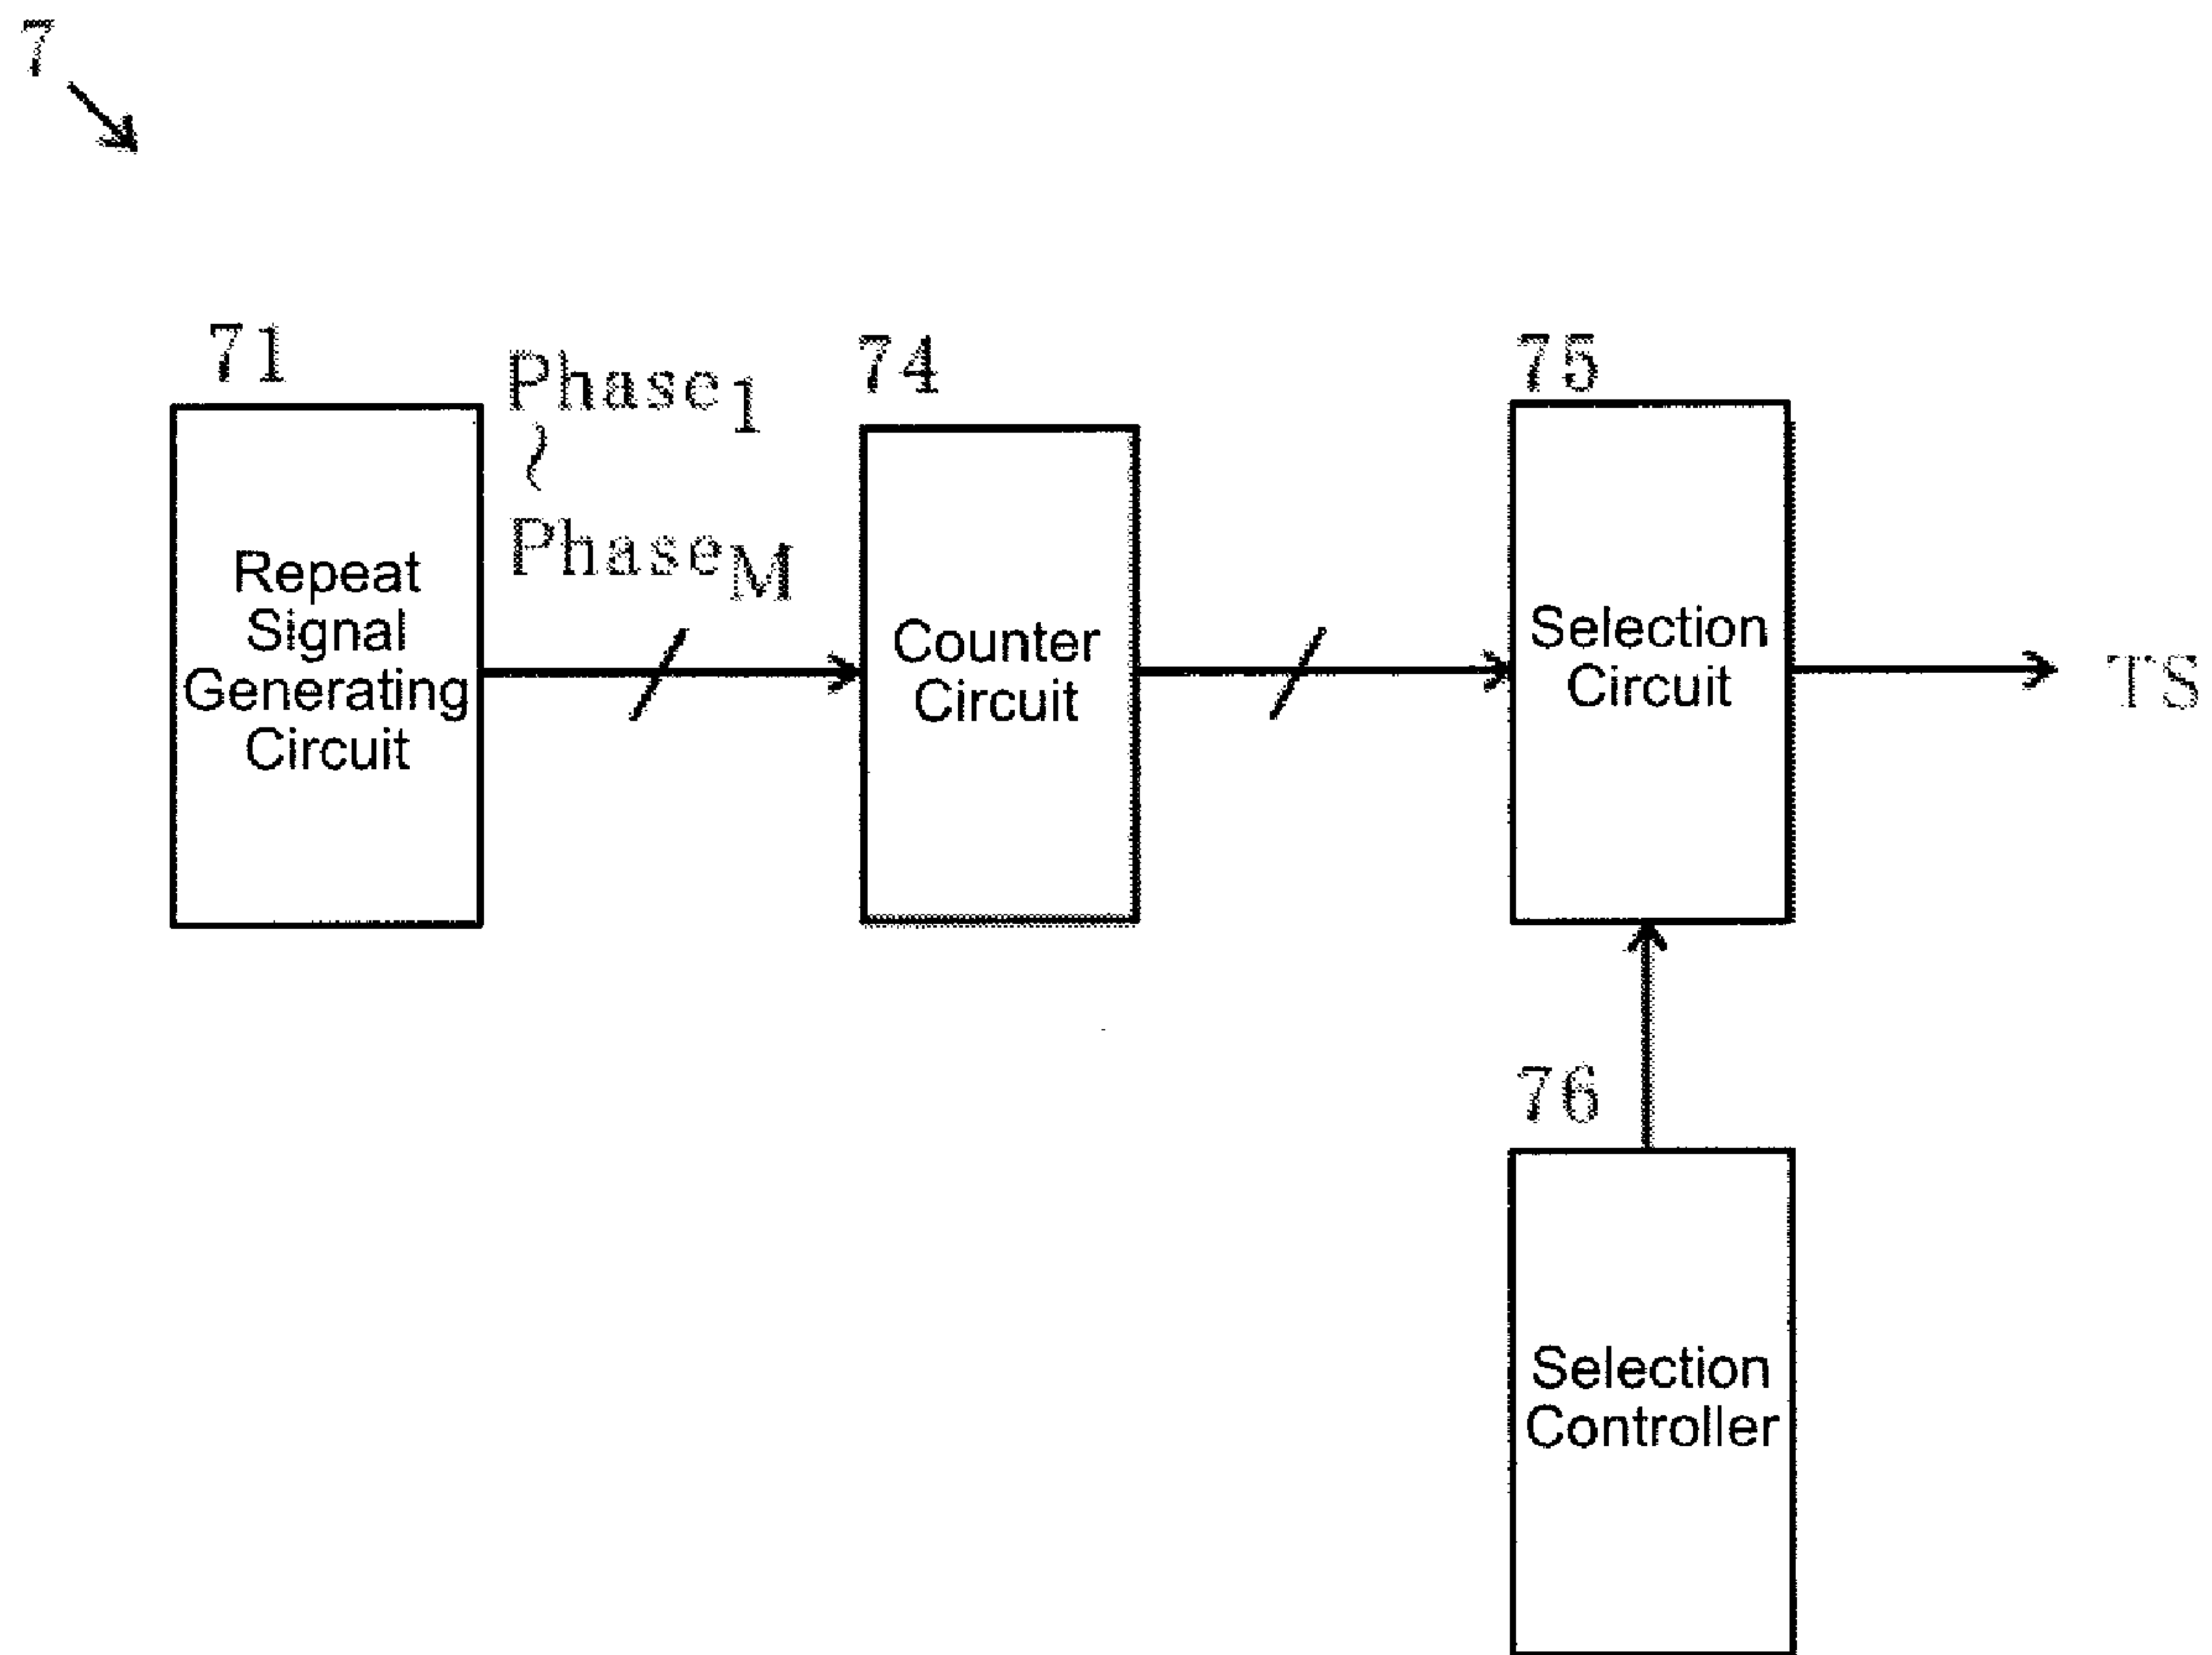 7
71
Phase1
~
PhaseM
74
75
Repeat
Signal
Generating
Circuit
Counter
Circuit
Selection
Circuit
TS
76
Selection
Controller